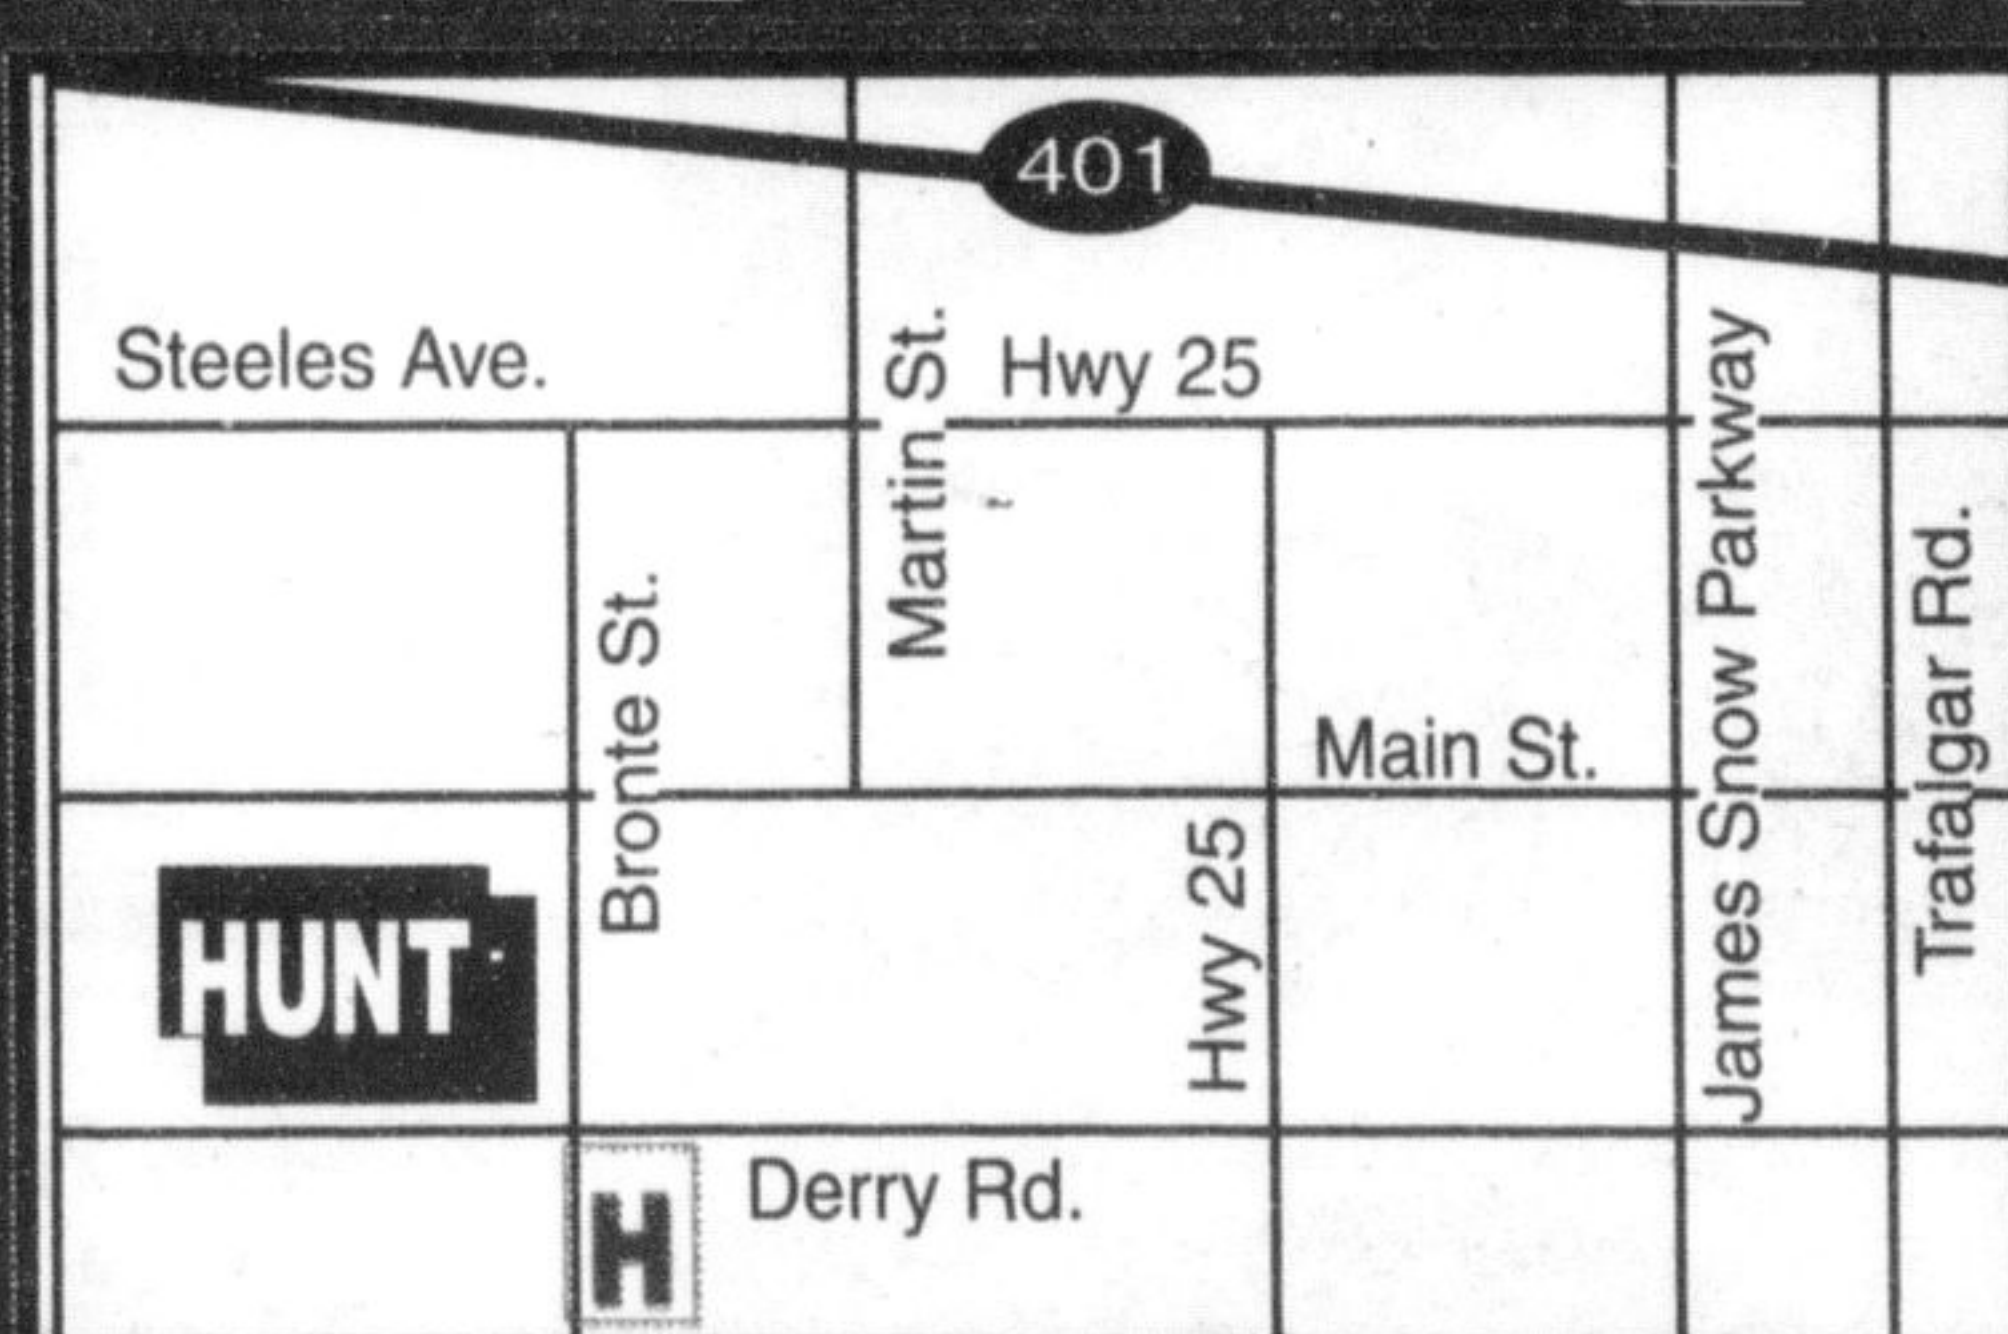 401
Steeles Ave.
Martin St.
Hwy 25
James Snow Parkway
Trafalgar Rd.
Bronte St.
Main St.
HUNT
Hwy 25
H
Derry Rd.